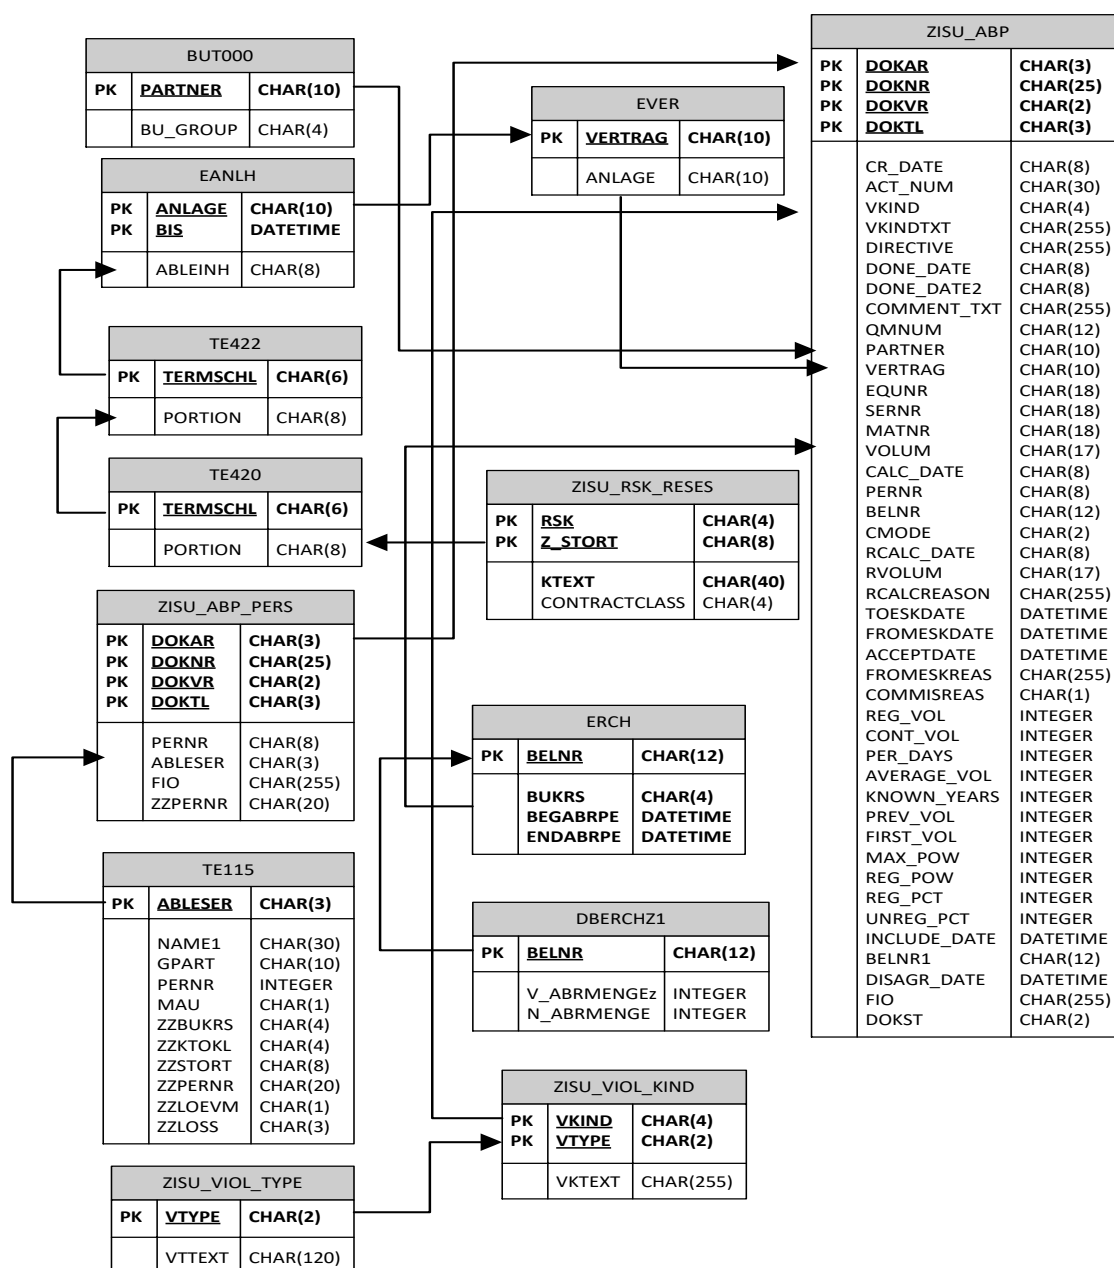 BUT000
PK PARTNER CHAR(10)
BU_GROUP CHAR(4)
EANLH
PK ANLAGE CHAR(10)
PK BIS DATETIME
ABLEINH CHAR(8)
TE422
PK TERMSCHL CHAR(6)
PORTION CHAR(8)
TE420
PK TERMSCHL CHAR(6)
PORTION CHAR(8)
ZISU_ABP_PERS
PK DOKAR CHAR(3)
PK DOKNR CHAR(25)
PK DOKVR CHAR(2)
PK DOKTL CHAR(3)
PERNR CHAR(8)
ABLESER CHAR(3)
FIO CHAR(255)
ZZPERNR CHAR(20)
TE115
PK ABLESER CHAR(3)
NAME1 CHAR(30)
GPART CHAR(10)
PERNR INTEGER
MAU CHAR(1)
ZZBUKRS CHAR(4)
ZZKTOKL CHAR(4)
ZZSTORT CHAR(8)
ZZPERNR CHAR(20)
ZZLOEVM CHAR(1)
ZZLOSS CHAR(3)
ZISU_VIOL_TYPE
PK VTYPE CHAR(2)
VTTEXT CHAR(120)
EVER
PK VERTRAG CHAR(10)
ANLAGE CHAR(10)
ZISU_RSK_RESES
PK RSK CHAR(4)
PK Z_STORT CHAR(8)
KTEXT CHAR(40)
CONTRACTCLASS CHAR(4)
ERCH
PK BELNR CHAR(12)
BUKRS CHAR(4)
BEGABRPE DATETIME
ENDABRPE DATETIME
DBERCHZ1
PK BELNR CHAR(12)
V_ABRMENGEz INTEGER
N_ABRMENGE INTEGER
ZISU_VIOL_KIND
PK VKIND CHAR(4)
PK VTYPE CHAR(2)
VKTEXT CHAR(255)
ZISU_ABP
PK DOKAR CHAR(3)
PK DOKNR CHAR(25)
PK DOKVR CHAR(2)
PK DOKTL CHAR(3)
CR_DATE CHAR(8)
ACT_NUM CHAR(30)
VKIND CHAR(4)
VKINDTXT CHAR(255)
DIRECTIVE CHAR(255)
DONE_DATE CHAR(8)
DONE_DATE2 CHAR(8)
COMMENT_TXT CHAR(255)
QMNUM CHAR(12)
PARTNER CHAR(10)
VERTRAG CHAR(10)
EQUNR CHAR(18)
SERNR CHAR(18)
MATNR CHAR(18)
VOLUM CHAR(17)
CALC_DATE CHAR(8)
PERNR CHAR(8)
BELNR CHAR(12)
CMODE CHAR(2)
RCALC_DATE CHAR(8)
RVOLUM CHAR(17)
RCALCREASON CHAR(255)
TOESKDATE DATETIME
FROMESKDATE DATETIME
ACCEPTDATE DATETIME
FROMESKREAS CHAR(255)
COMMISREAS CHAR(1)
REG_VOL INTEGER
CONT_VOL INTEGER
PER_DAYS INTEGER
AVERAGE_VOL INTEGER
KNOWN_YEARS INTEGER
PREV_VOL INTEGER
FIRST_VOL INTEGER
MAX_POW INTEGER
REG_POW INTEGER
REG_PCT INTEGER
UNREG_PCT INTEGER
INCLUDE_DATE DATETIME
BELNR1 CHAR(12)
DISAGR_DATE DATETIME
FIO CHAR(255)
DOKST CHAR(2)